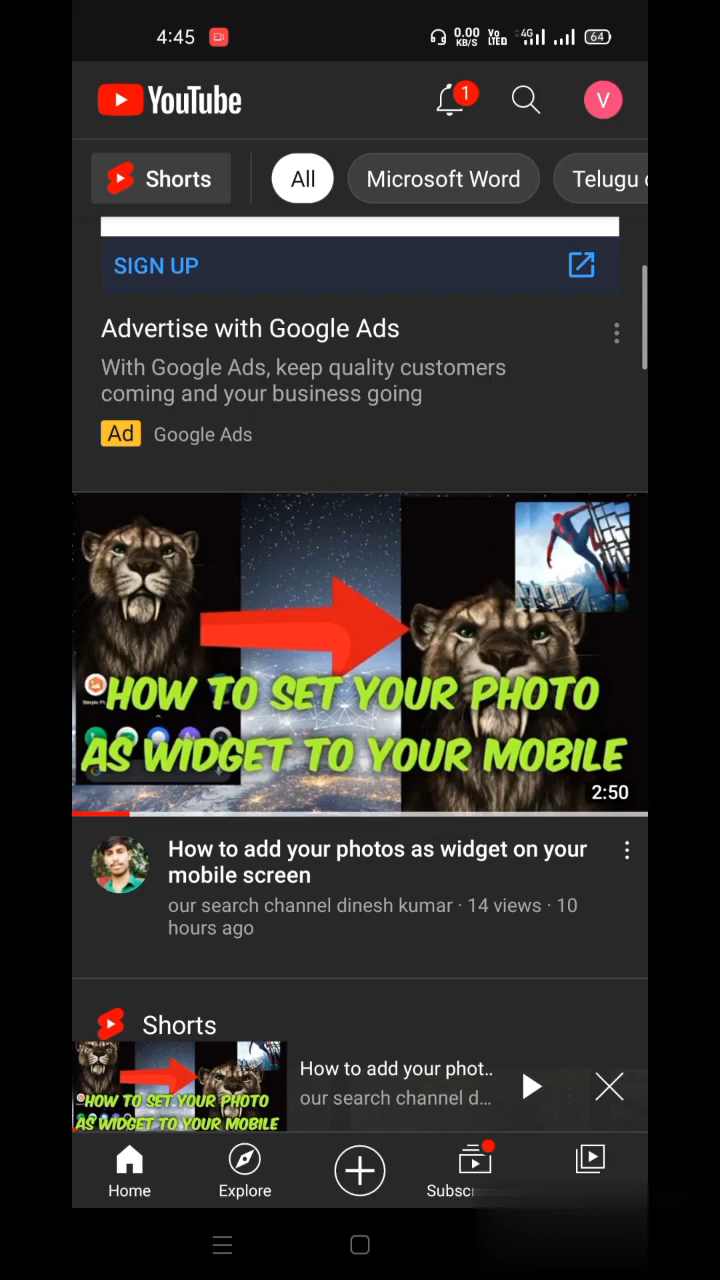 4:45
0.00
KB/S
Vo
LTED
4G
64
YouTube
1
V
Shorts
All
Microsoft Word
Telugu
SIGN UP
Advertise with Google Ads
With Google Ads, keep quality customers
coming and your business going
Ad
Google Ads
HOW TO SET YOUR PHOTO
AS WIDGET TO YOUR MOBILE
2:50
How to add your photos as widget on your
mobile screen
our search channel dinesh kumar · 14 views · 10
hours ago
Shorts
HOW TO SET YOUR PHOTO
AS WIDGET TO YOUR MOBILE
How to add your phot..
our search channel d...
Home
Explore
Subsc